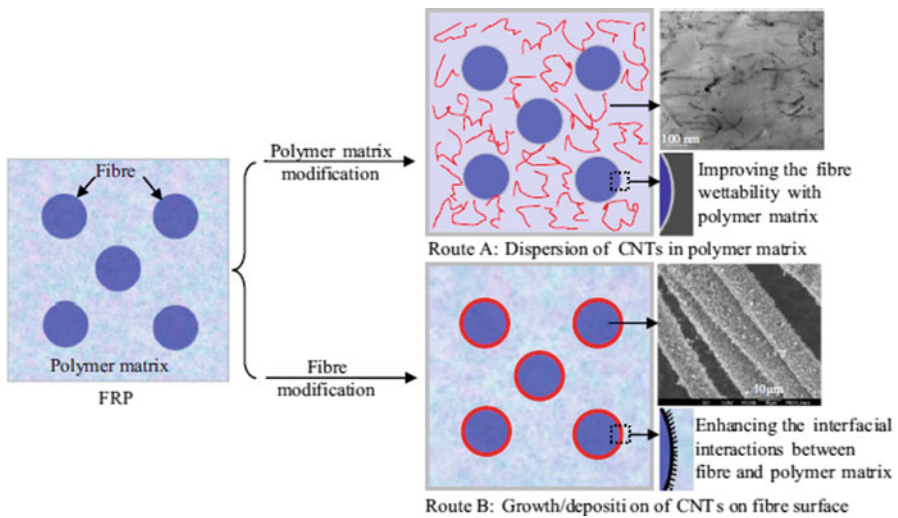 Fibre
Polymer matrix
FRP
Polymer matrix
modification
Fibre
modification
100 nm
Improving the fibre
wettability with
polymer matrix
Route A: Dispersion of CNTs in polymer matrix
10μm
Enhancing the interfacial
interactions between
fibre and polymer matrix
Route B: Growth/deposition of CNTs on fibre surface